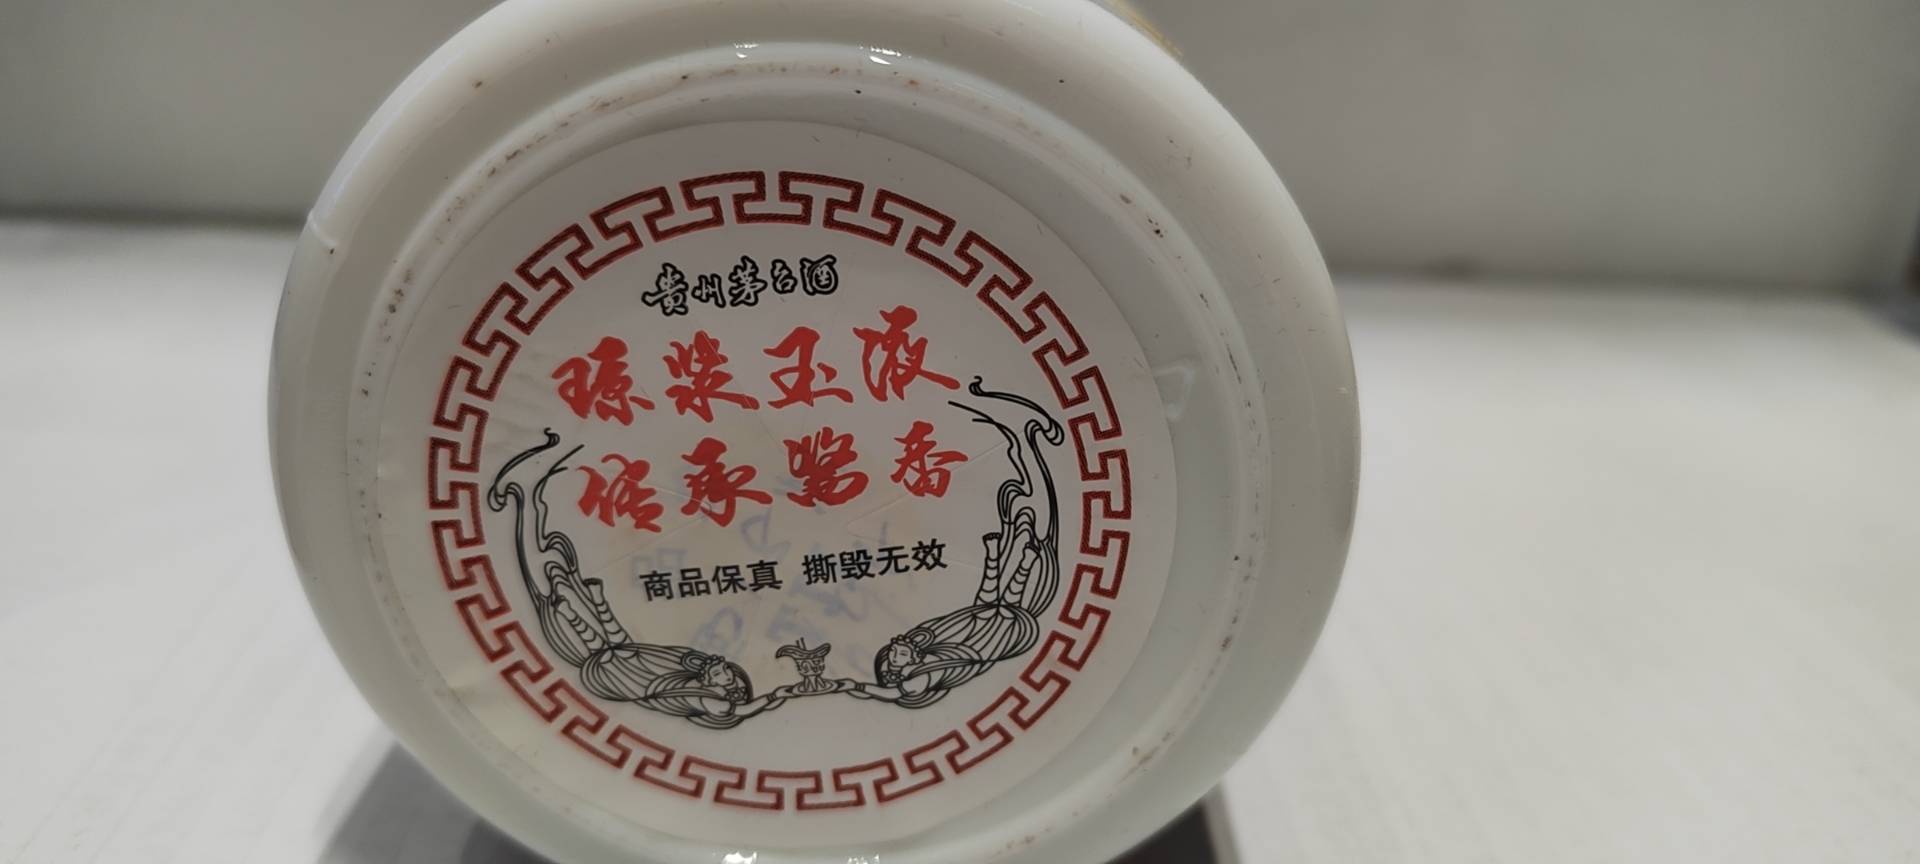 贵州茅台酒
琼浆玉液
传承酱香
商品保真 撕毁无效